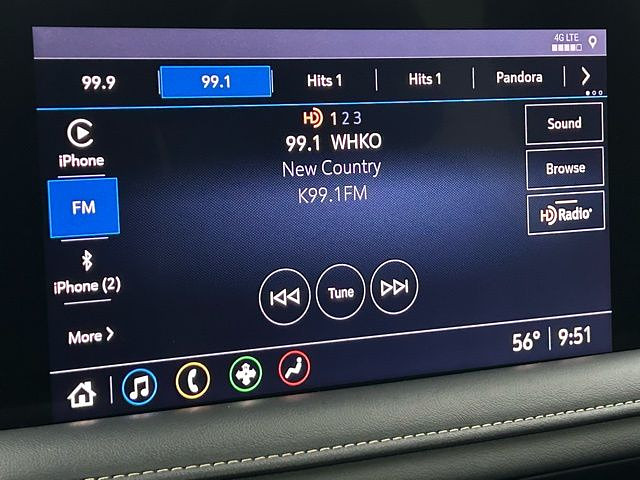 4G LTE
99.9
99.1
Hits 1
Hits 1
Pandora
iPhone
FM
iPhone (2)
More
HD 1 2 3
99.1 WHKO
New Country
K99.1FM
Tune
Sound
Browse
HD Radio®
56° 9:51